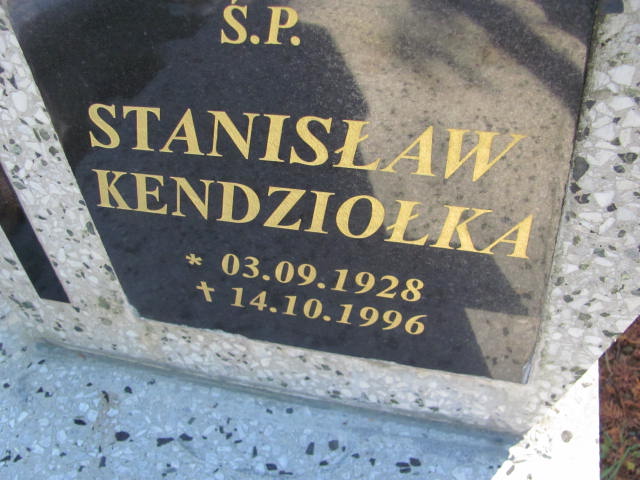 Ś.P.
STANISŁAW
KENDZIOŁKA
* 03.09.1928
† 14.10.1996